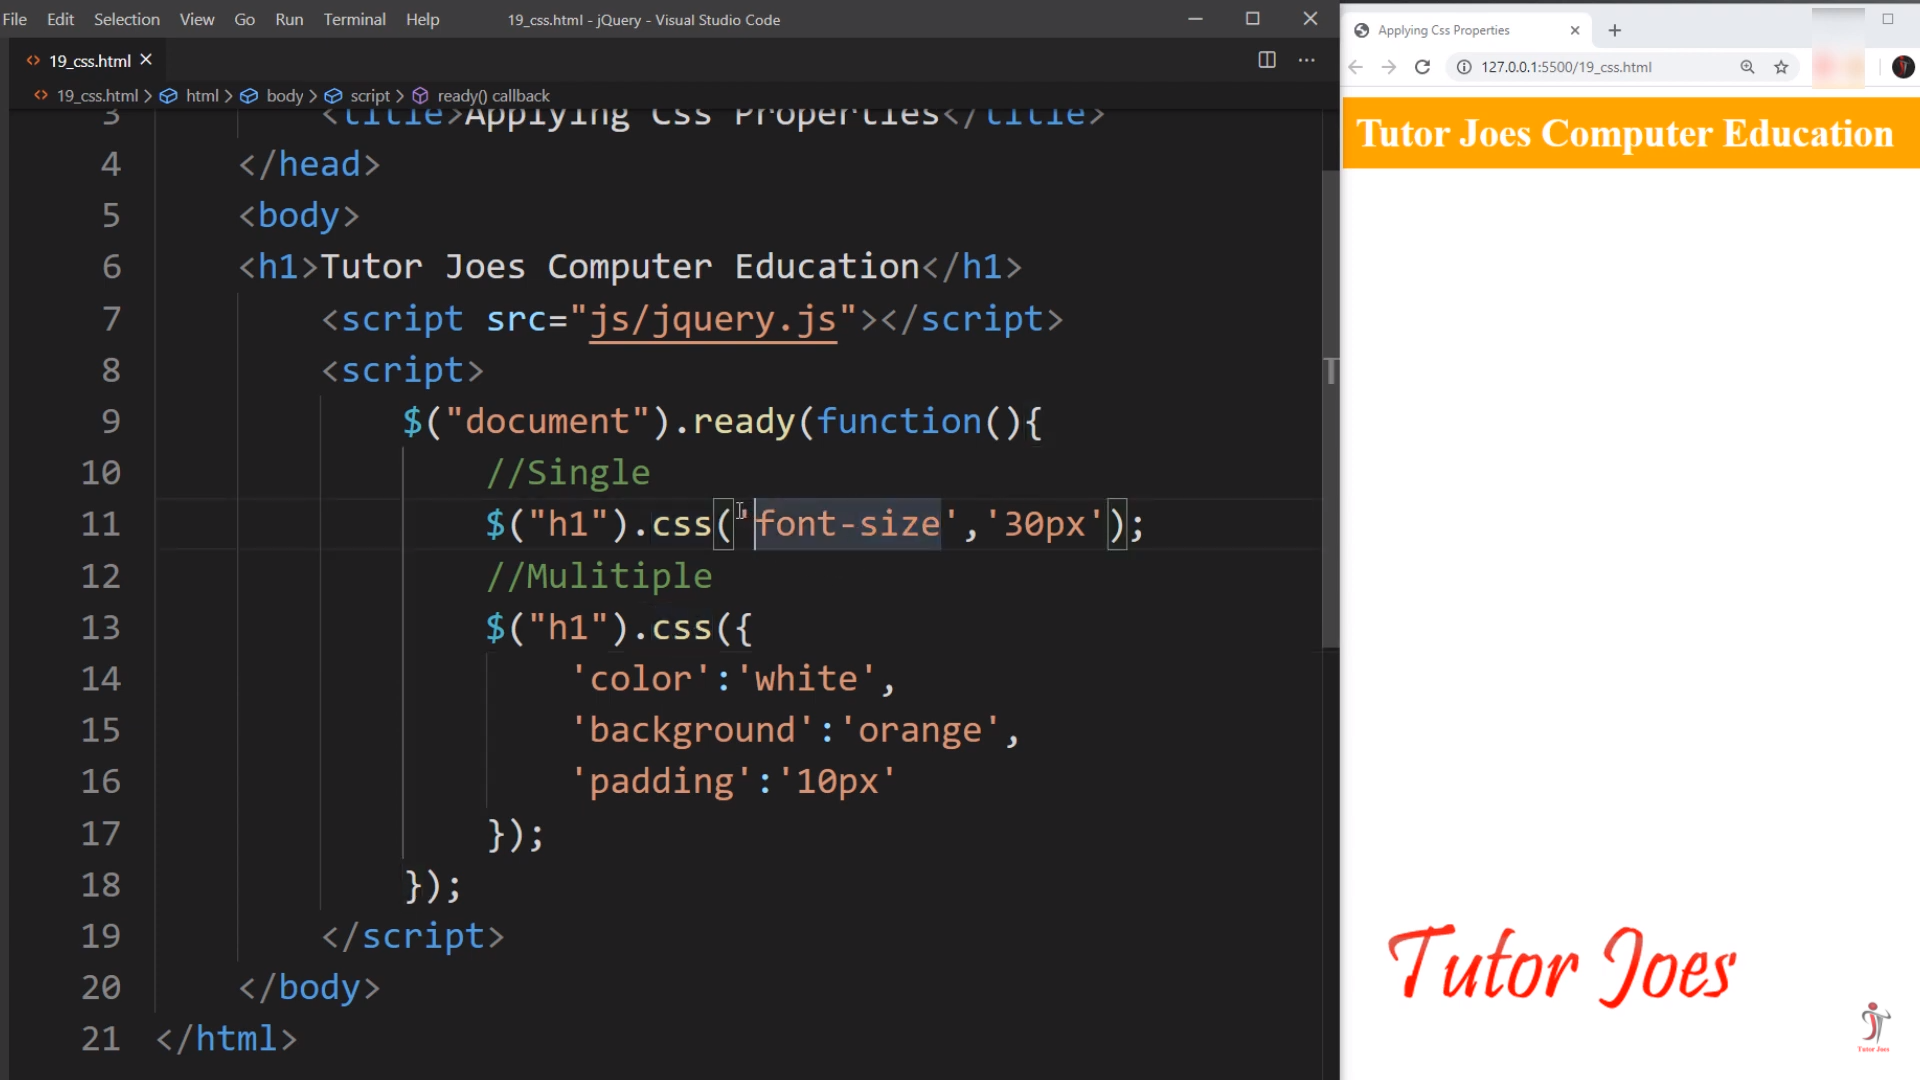 File Edit Selection View Go Run Terminal Help 19_css.html - jQuery - Visual Studio Code
19_css.html
19_css.html > html > body > script > ready() callback
3 <title>Applying Css Properties</title>
4 </head>
5 <body>
6 <h1>Tutor Joes Computer Education</h1>
7 <script src="js/jquery.js"></script>
8 <script>
9 $("document").ready(function(){
10 //Single
11 $("h1").css('font-size','30px');
12 //Mulitiple
13 $("h1").css({
14 'color':'white',
15 'background':'orange',
16 'padding':'10px'
17 });
18 });
19 </script>
20 </body>
21 </html>
Applying Css Properties
127.0.0.1:5500/19_css.html
Tutor Joes Computer Education
Tutor Joes
Tutor Joes